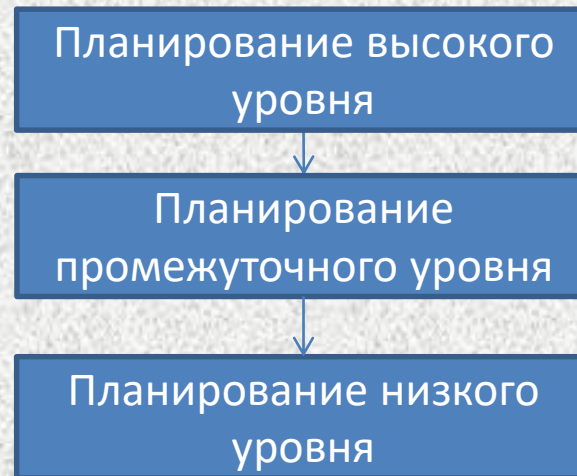 Планирование высокого
уровня
Планирование
промежуточного уровня
Планирование низкого
уровня